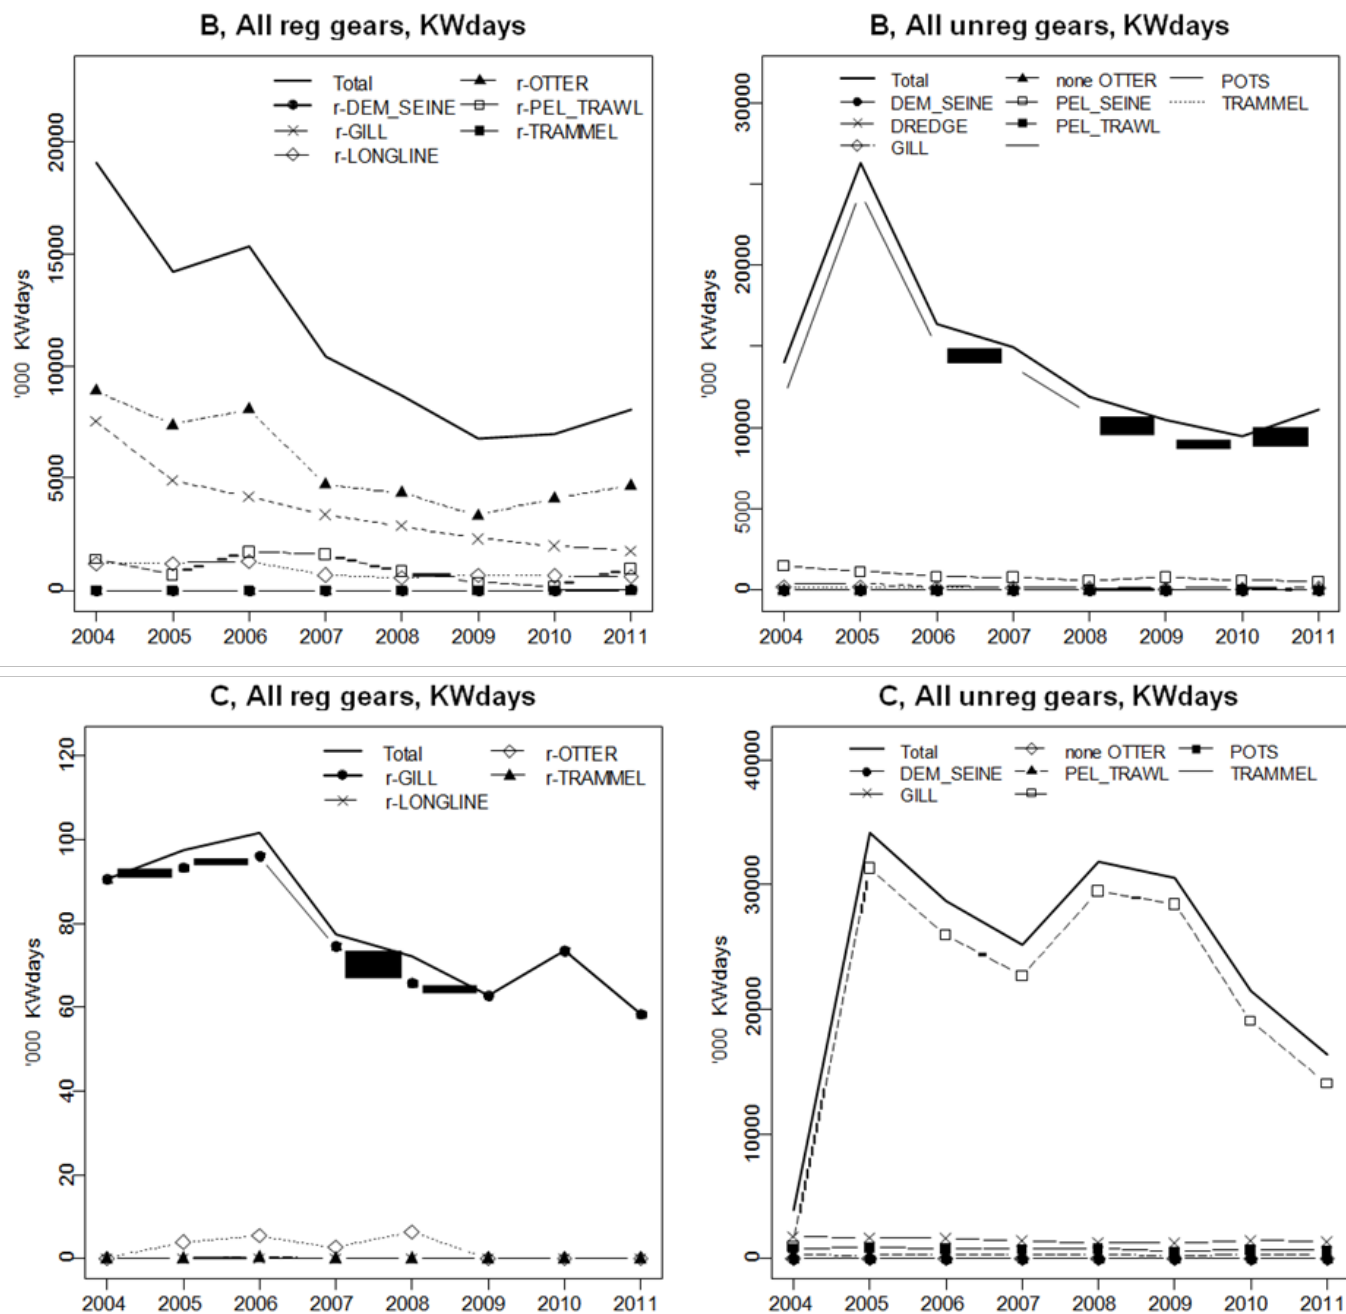 B, All reg gears, KWdays
Total
r-DEM_SEINE
r-GILL
r-LONGLINE
r-OTTER
r-PEL_TRAWL
r-TRAMMEL
'000 KWdays
20000
15000
10000
5000
0
2004 2005 2006 2007 2008 2009 2010 2011
B, All unreg gears, KWdays
Total
DEM_SEINE
DREDGE
GILL
none OTTER
PEL_SEINE
PEL_TRAWL
POTS
TRAMMEL
'000 KWdays
30000
20000
10000
5000
0
2004 2005 2006 2007 2008 2009 2010 2011
C, All reg gears, KWdays
Total
r-GILL
r-LONGLINE
r-OTTER
r-TRAMMEL
'000 KWdays
120
100
80
60
40
20
0
2004 2005 2006 2007 2008 2009 2010 2011
C, All unreg gears, KWdays
Total
DEM_SEINE
GILL
none OTTER
PEL_TRAWL
POTS
TRAMMEL
'000 KWdays
40000
30000
20000
10000
0
2004 2005 2006 2007 2008 2009 2010 2011